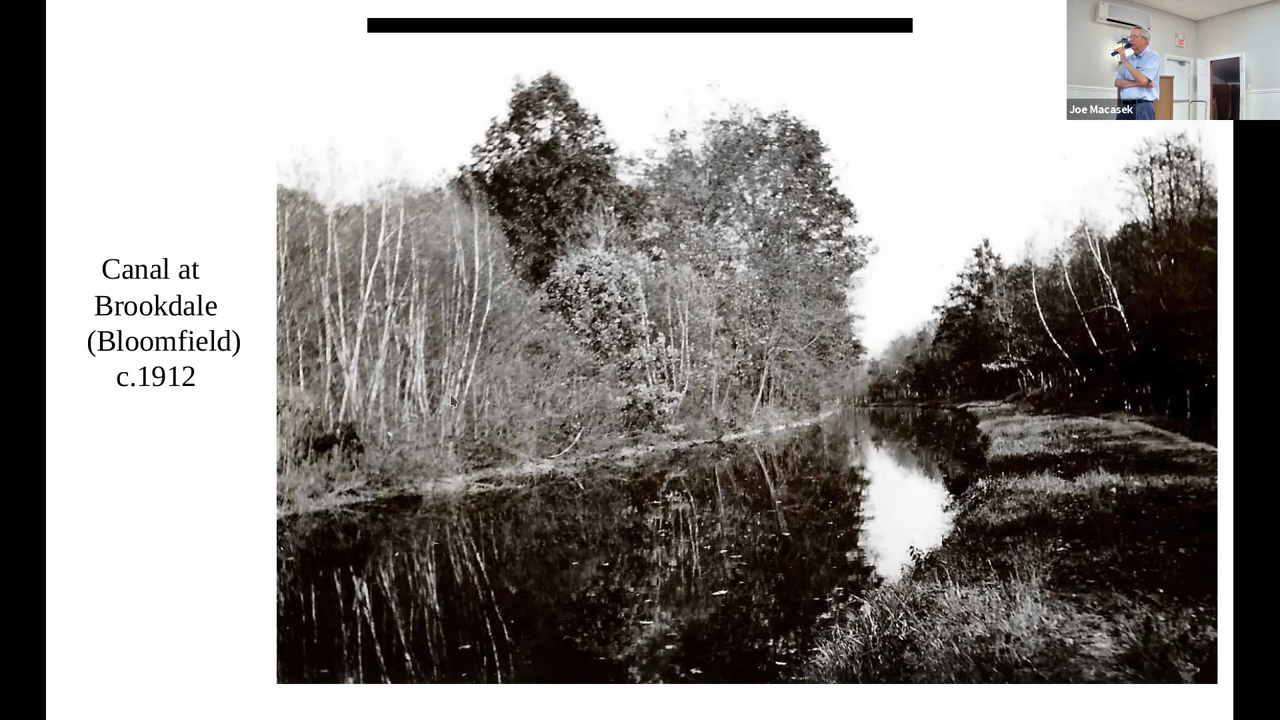 Canal at
Brookdale
(Bloomfield)
c.1912
Joe Macasek